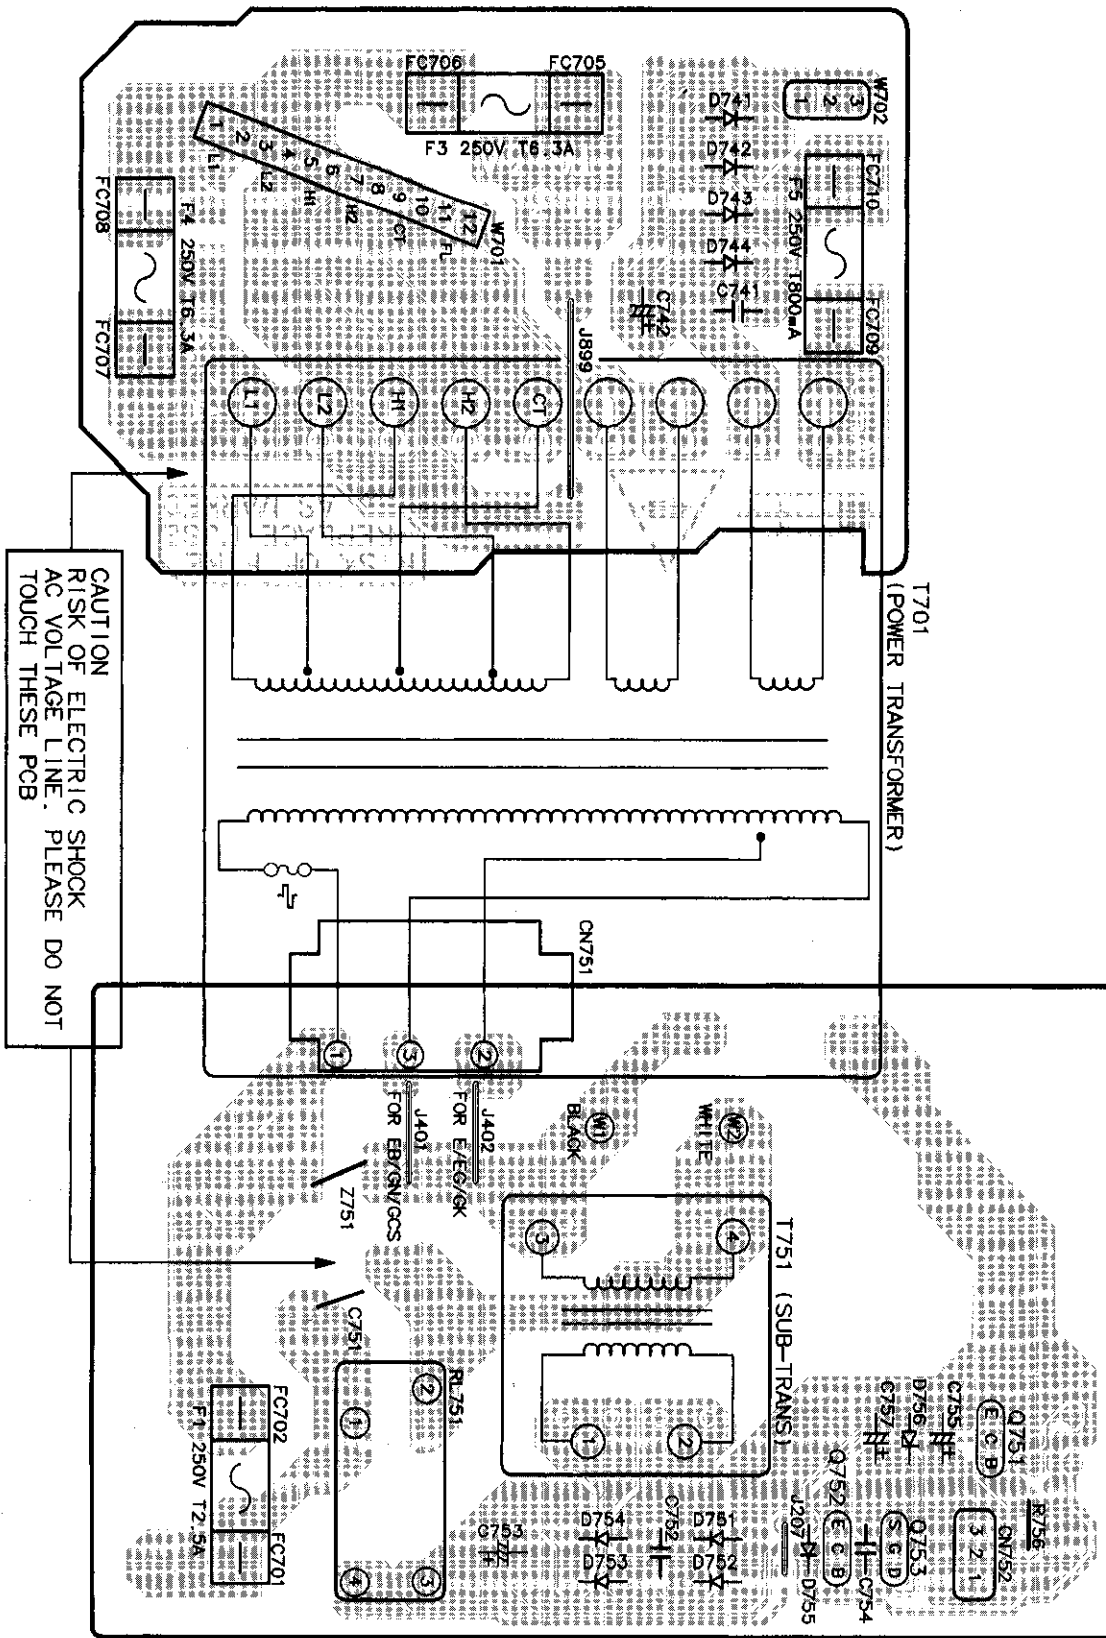 FC706
FC705
F3 250V T6.3A
D741
D742
D743
D744
C741
C742
W702
1 2 3
FC710
F5 250V T800mA
FC709
1 2 3 4 5 6 7 8 9 10 11 12
L1
L2
H1
H2
CT
FL
W701
FC708
F4 250V T6.3A
FC707
J899
L1
L2
H1
H2
CT
T701
(POWER TRANSFORMER)
CAUTION
RISK OF ELECTRIC SHOCK
AC VOLTAGE LINE. PLEASE DO NOT
TOUCH THESE PCB
CN751
1
3
2
J401
FOR EB/GN/GCS
J402
FOR E/EG/GK
W1
BLACK
W2
WHITE
Z751
C751
T751 (SUB-TRANS)
3
4
1
2
RL751
2
1
4
3
FC702
F1 250V T2.5A
FC701
C753
D754
D753
C752
D751
D752
J207
D755
Q752
E C B
C754
Q753
S G D
C757
D756
C755
Q751
E C B
R756
CN752
3 2 1